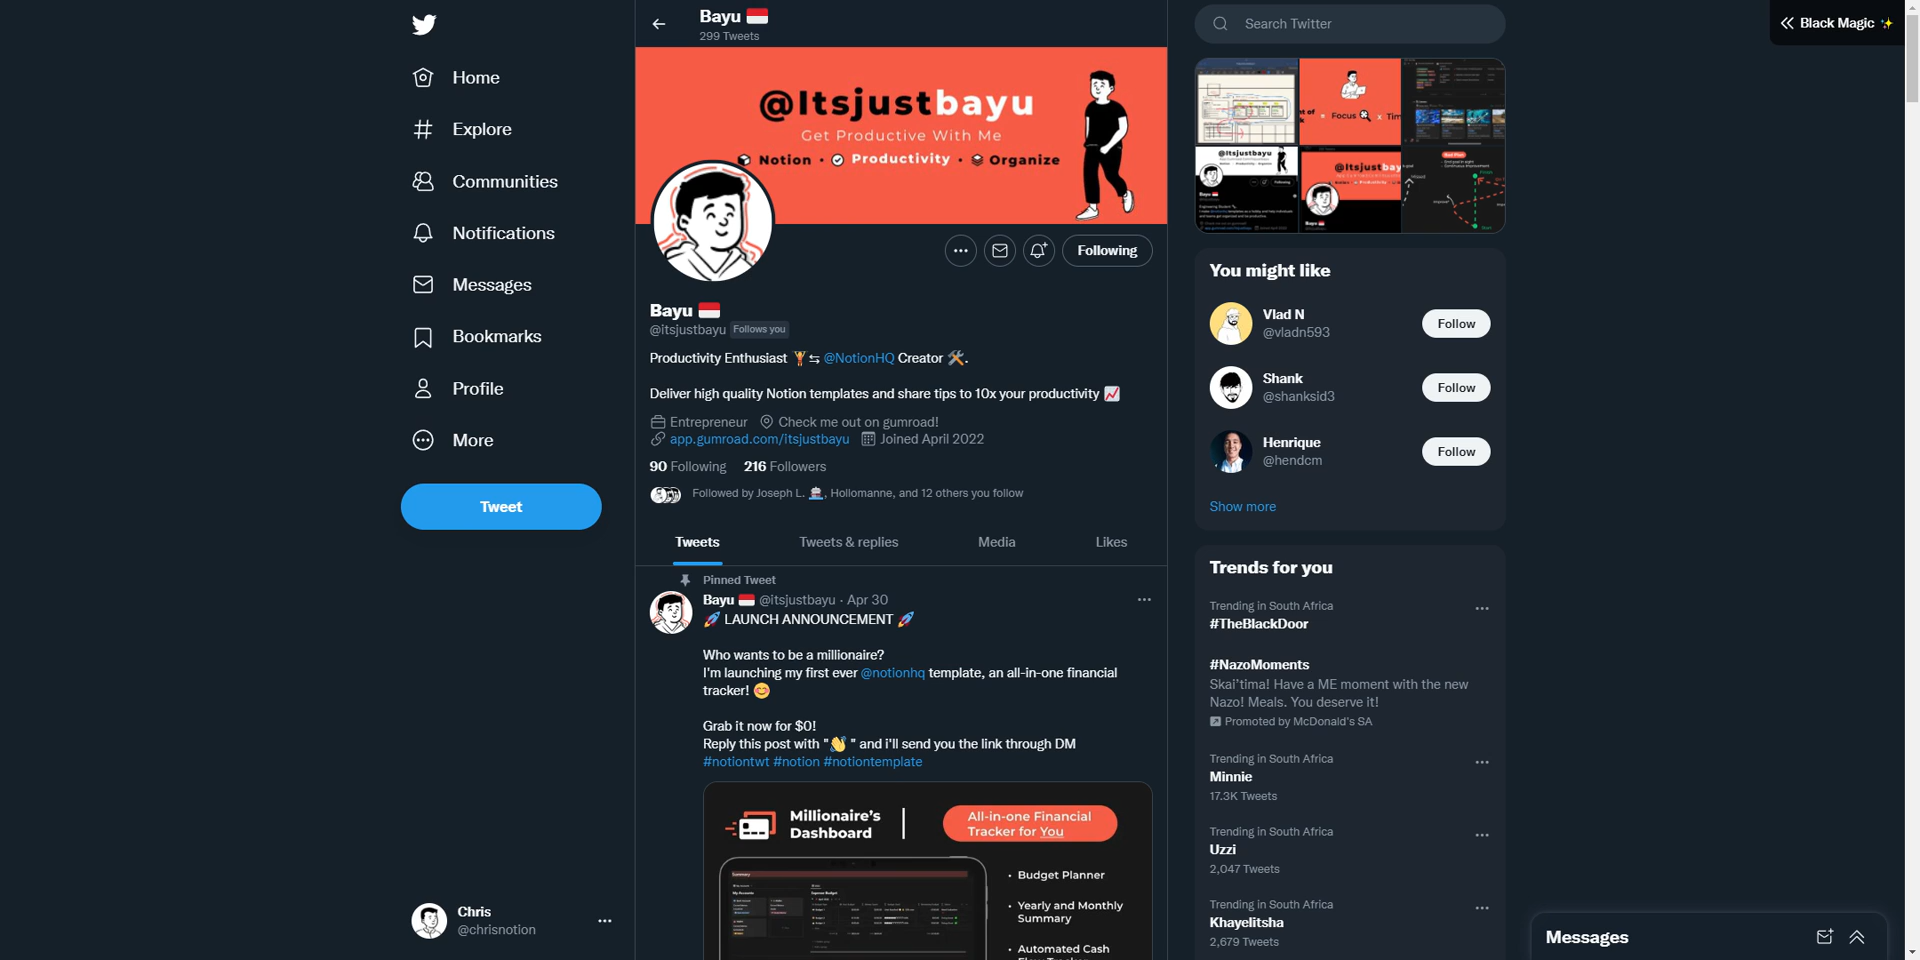 Home
Explore
Communities
Notifications
Messages
Bookmarks
Profile
More
Tweet
Chris
@chrisnotion
Bayu
299 Tweets
@Itsjustbayu
Get Productive With Me
Notion · Productivity · Organize
Following
Bayu
@itsjustbayu Follows you
Productivity Enthusiast @NotionHQ Creator .
Deliver high quality Notion templates and share tips to 10x your productivity
Entrepreneur Check me out on gumroad!
app.gumroad.com/itsjustbayu Joined April 2022
90 Following 216 Followers
Followed by Joseph L. , Hollomanne, and 12 others you follow
Tweets Tweets & replies Media Likes
Pinned Tweet
Bayu @itsjustbayu · Apr 30
LAUNCH ANNOUNCEMENT
Who wants to be a millionaire?
I'm launching my first ever @notionhq template, an all-in-one financial
tracker!
Grab it now for $0!
Reply this post with "👋 " and i'll send you the link through DM
#notiontwt #notion #notiontemplate
Millionaire's
Dashboard
All-in-one Financial
Tracker for You
Summary
• Budget Planner
• Yearly and Monthly
Summary
• Automated Cash
Search Twitter
Focus
@Itsjustbayu
You might like
Vlad N
@vladn593
Follow
Shank
@shanksid3
Follow
Henrique
@hendcm
Follow
Show more
Trends for you
Trending in South Africa
#TheBlackDoor
#NazoMoments
Skai'tima! Have a ME moment with the new
Nazo! Meals. You deserve it!
Promoted by McDonald's SA
Trending in South Africa
Minnie
17.3K Tweets
Trending in South Africa
Uzzi
2,047 Tweets
Trending in South Africa
Khayelitsha
2,679 Tweets
Black Magic
Messages